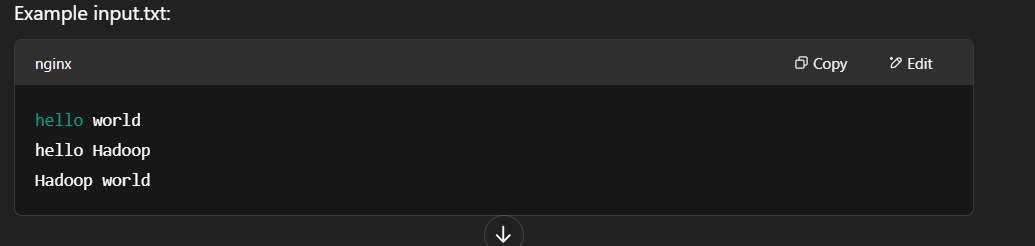 Example input.txt:
nginx Copy Edit
hello world
hello Hadoop
Hadoop world